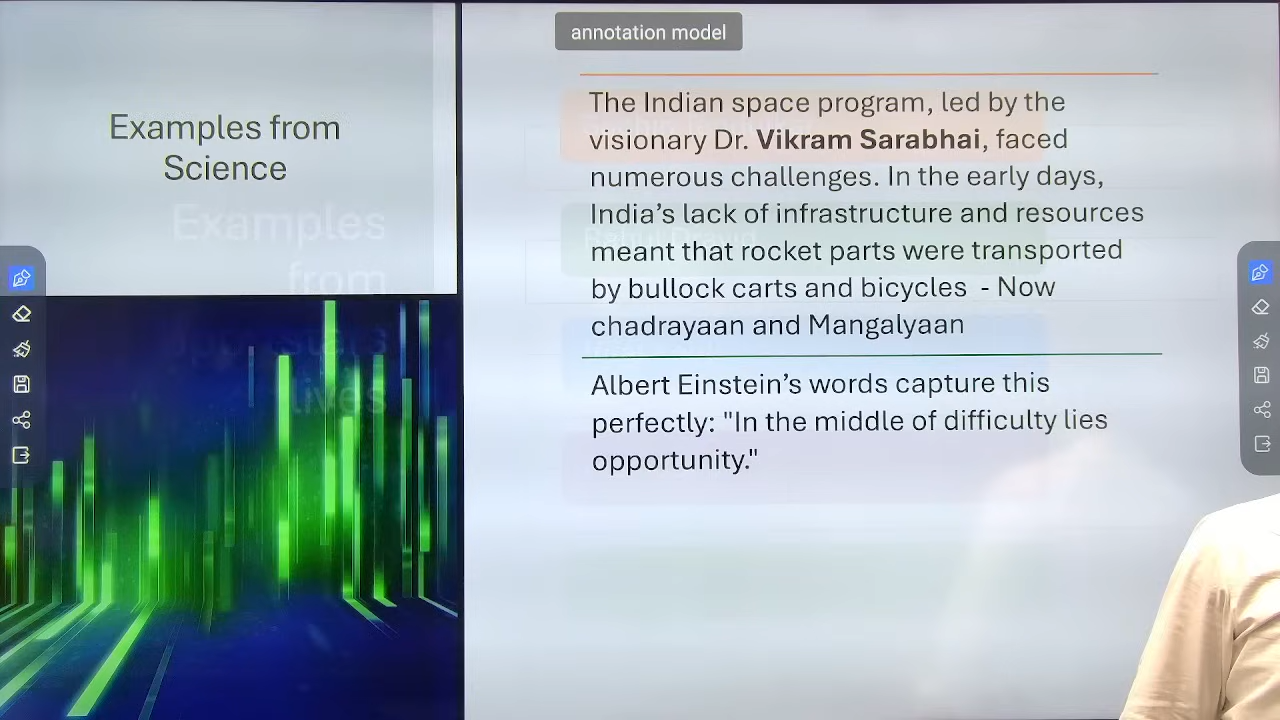 annotation model
Examples from
Science
Examples
from
lives
The Indian space program, led by the
visionary Dr. Vikram Sarabhai, faced
numerous challenges. In the early days,
India’s lack of infrastructure and resources
meant that rocket parts were transported
by bullock carts and bicycles - Now
chadrayaan and Mangalyaan
Albert Einstein’s words capture this
perfectly: "In the middle of difficulty lies
opportunity."